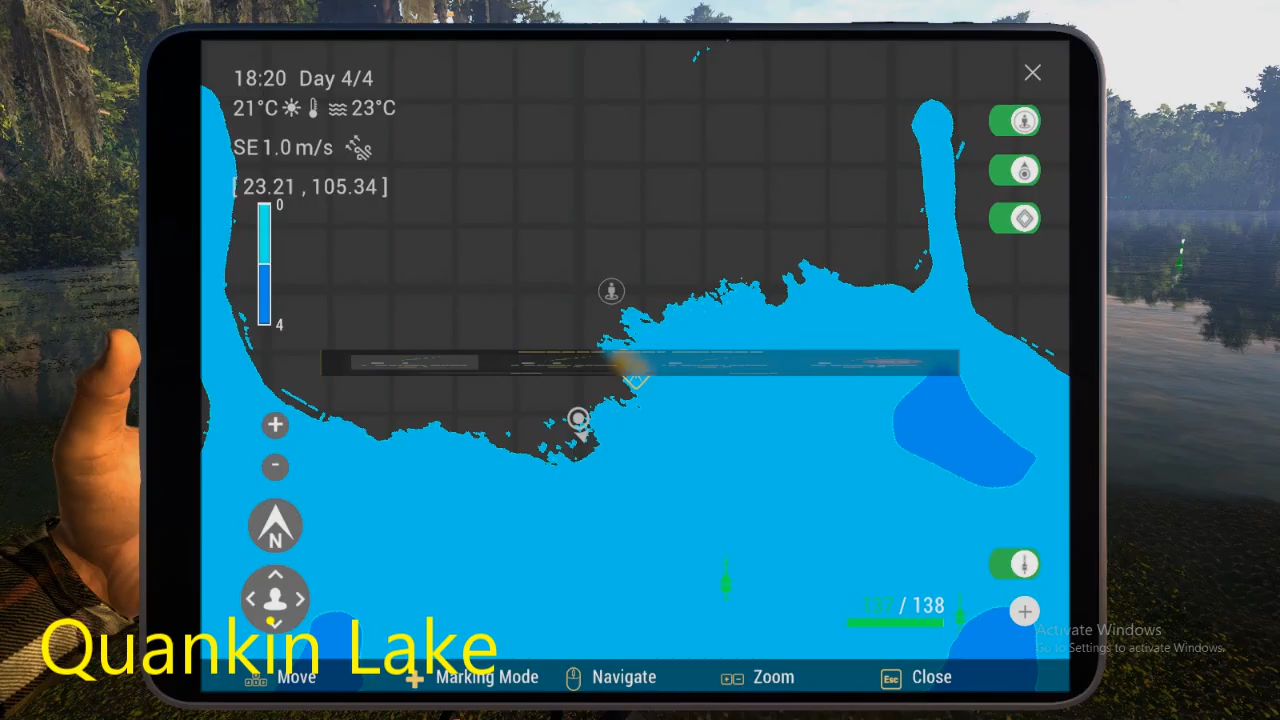 18:20 Day 4/4
21°C 23°C
SE 1.0 m/s
[ 23.21 , 105.34 ]
0
4
+
-
N
137 / 138
+
Activate Windows
Go to Settings to activate Windows.
Quankin Lake
Move Marking Mode Navigate Zoom Esc Close